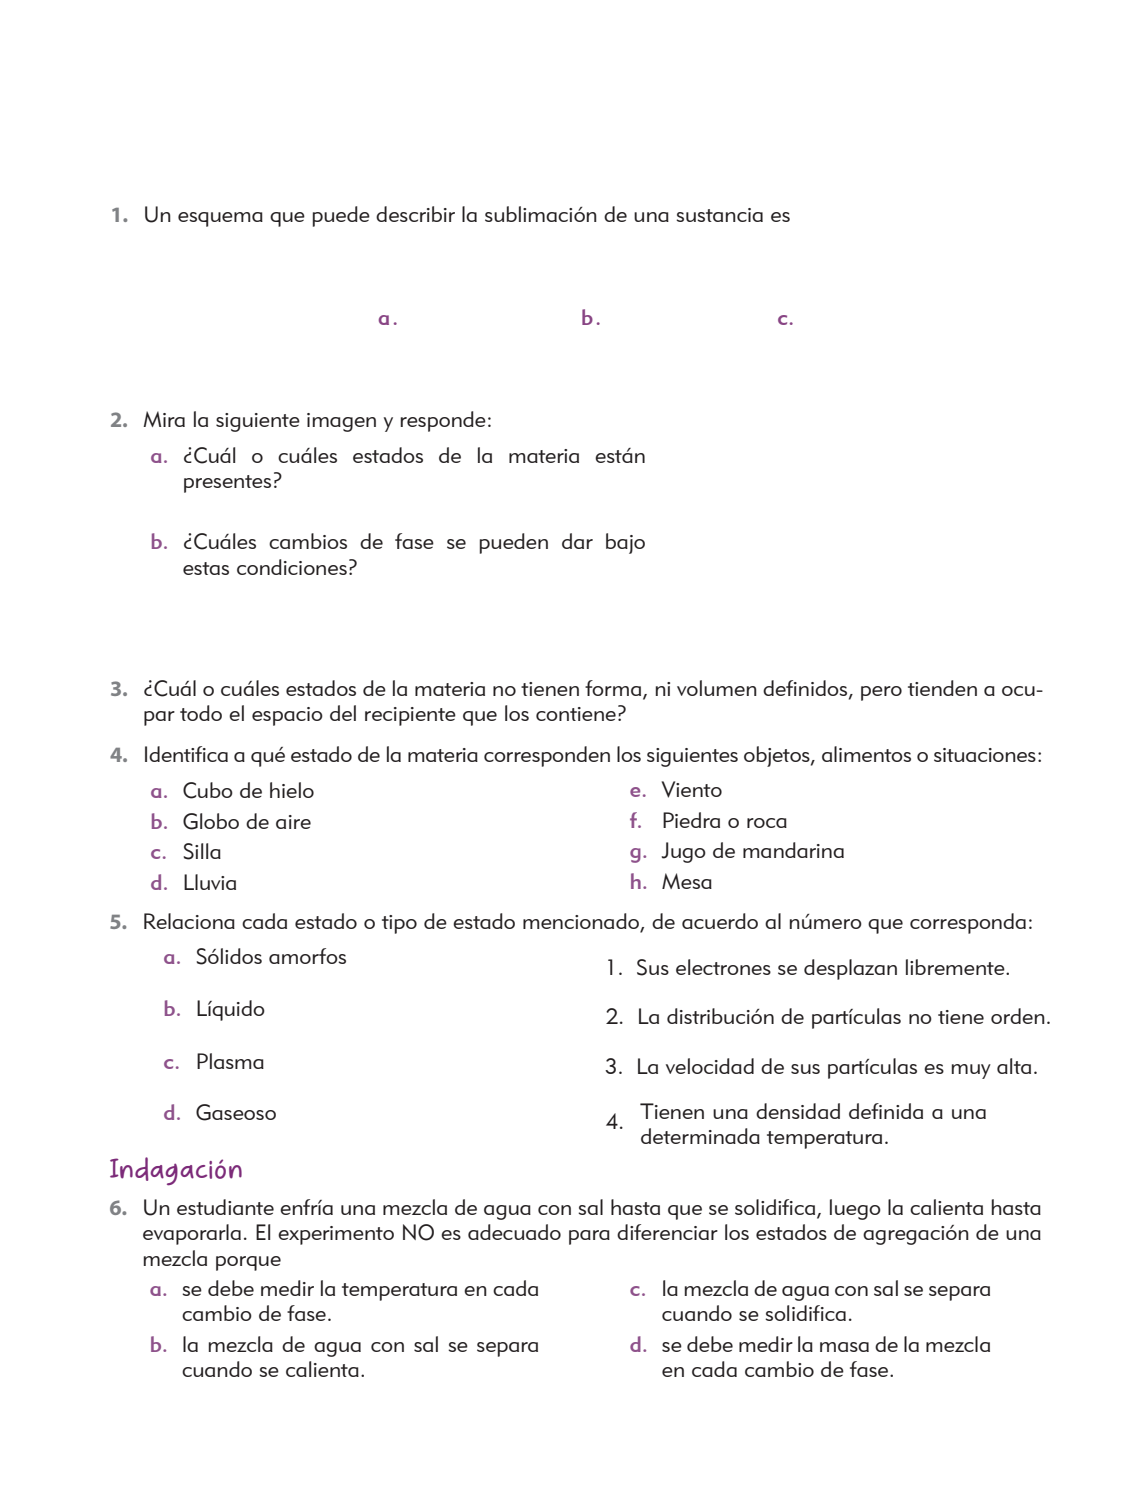 1. Un esquema que puede describir la sublimación de una sustancia es
a. b. c.
2. Mira la siguiente imagen y responde:
a. ¿Cuál o cuáles estados de la materia están
presentes?
b. ¿Cuáles cambios de fase se pueden dar bajo
estas condiciones?
3. ¿Cuál o cuáles estados de la materia no tienen forma, ni volumen definidos, pero tienden a ocu-
par todo el espacio del recipiente que los contiene?
4. Identifica a qué estado de la materia corresponden los siguientes objetos, alimentos o situaciones:
a. Cubo de hielo
b. Globo de aire
c. Silla
d. Lluvia
e. Viento
f. Piedra o roca
g. Jugo de mandarina
h. Mesa
5. Relaciona cada estado o tipo de estado mencionado, de acuerdo al número que corresponda:
a. Sólidos amorfos
b. Líquido
c. Plasma
d. Gaseoso
1. Sus electrones se desplazan libremente.
2. La distribución de partículas no tiene orden.
3. La velocidad de sus partículas es muy alta.
4. Tienen una densidad definida a una
determinada temperatura.
Indagación
6. Un estudiante enfría una mezcla de agua con sal hasta que se solidifica, luego la calienta hasta
evaporarla. El experimento NO es adecuado para diferenciar los estados de agregación de una
mezcla porque
a. se debe medir la temperatura en cada
cambio de fase.
b. la mezcla de agua con sal se separa
cuando se calienta.
c. la mezcla de agua con sal se separa
cuando se solidifica.
d. se debe medir la masa de la mezcla
en cada cambio de fase.